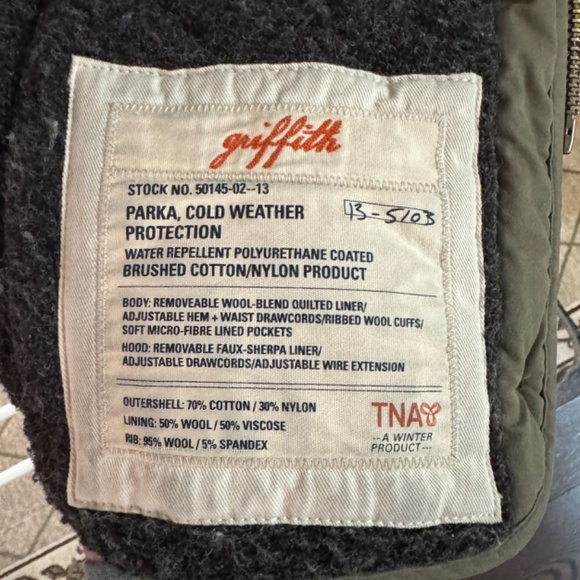 griffith
STOCK NO. 50145-02--13
PARKA, COLD WEATHER
PROTECTION
13-5103
WATER REPELLENT POLYURETHANE COATED
BRUSHED COTTON/NYLON PRODUCT
BODY: REMOVEABLE WOOL-BLEND QUILTED LINER/
ADJUSTABLE HEM + WAIST DRAWCORDS/RIBBED WOOL CUFFS/
SOFT MICRO-FIBRE LINED POCKETS
HOOD: REMOVABLE FAUX-SHERPA LINER/
ADJUSTABLE DRAWCORDS/ADJUSTABLE WIRE EXTENSION
OUTERSHELL: 70% COTTON / 30% NYLON
LINING: 50% WOOL / 50% VISCOSE
RIB: 95% WOOL / 5% SPANDEX
TNA
--A WINTER
PRODUCT---